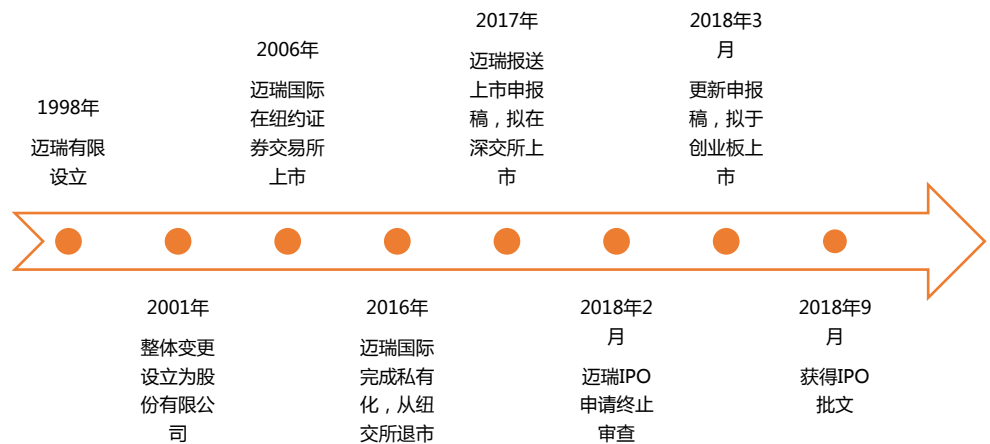 1998年
迈瑞有限
设立
2001年
整体变更
设立为股
份有限公
司
2006年
迈瑞国际
在纽约证
券交易所
上市
2016年
迈瑞国际
完成私有
化，从纽
交所退市
2017年
迈瑞报送
上市申报
稿，拟在
深交所上
市
2018年2
月
迈瑞IPO
申请终止
审查
2018年3
月
更新申报
稿，拟于
创业板上
市
2018年9
月
获得IPO
批文